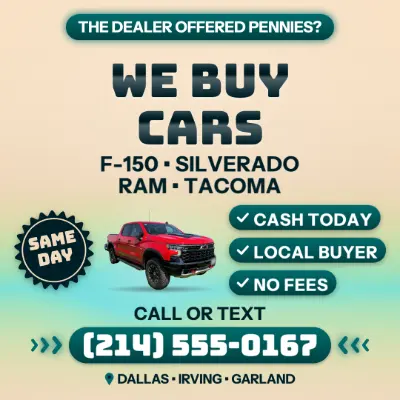 THE DEALER OFFERED PENNIES?
WE BUY
CARS
F-150 • SILVERADO
RAM • TACOMA
SAME
DAY
CASH TODAY
LOCAL BUYER
NO FEES
CALL OR TEXT
(214) 555-0167
DALLAS • IRVING • GARLAND